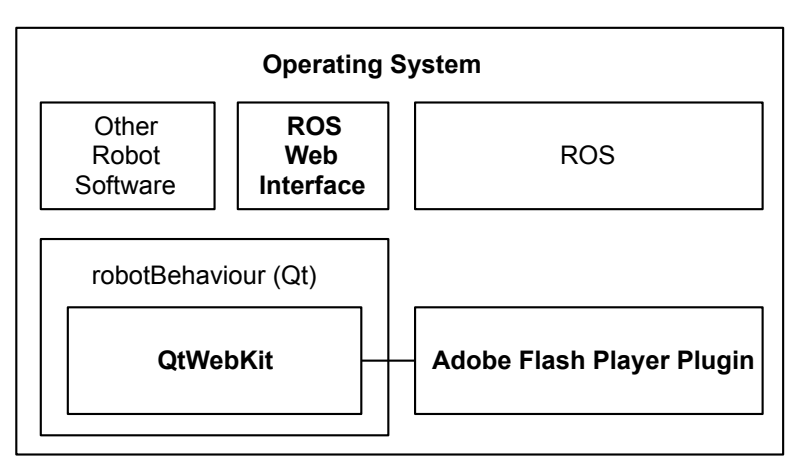 Operating System
Other
Robot
Software
ROS
Web
Interface
ROS
robotBehaviour (Qt)
QtWebKit
Adobe Flash Player Plugin